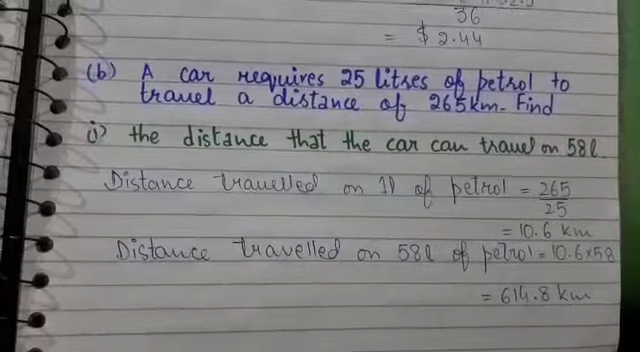 36
= $ 2.44
(b) A car requires 25 litres of petrol to
travel a distance of 265km. Find
i) the distance that the car can travel on 58l.
Distance travelled on 1l of petrol = 265
25
= 10.6 km
Distance travelled on 58l of petrol = 10.6×58
= 614.8 km